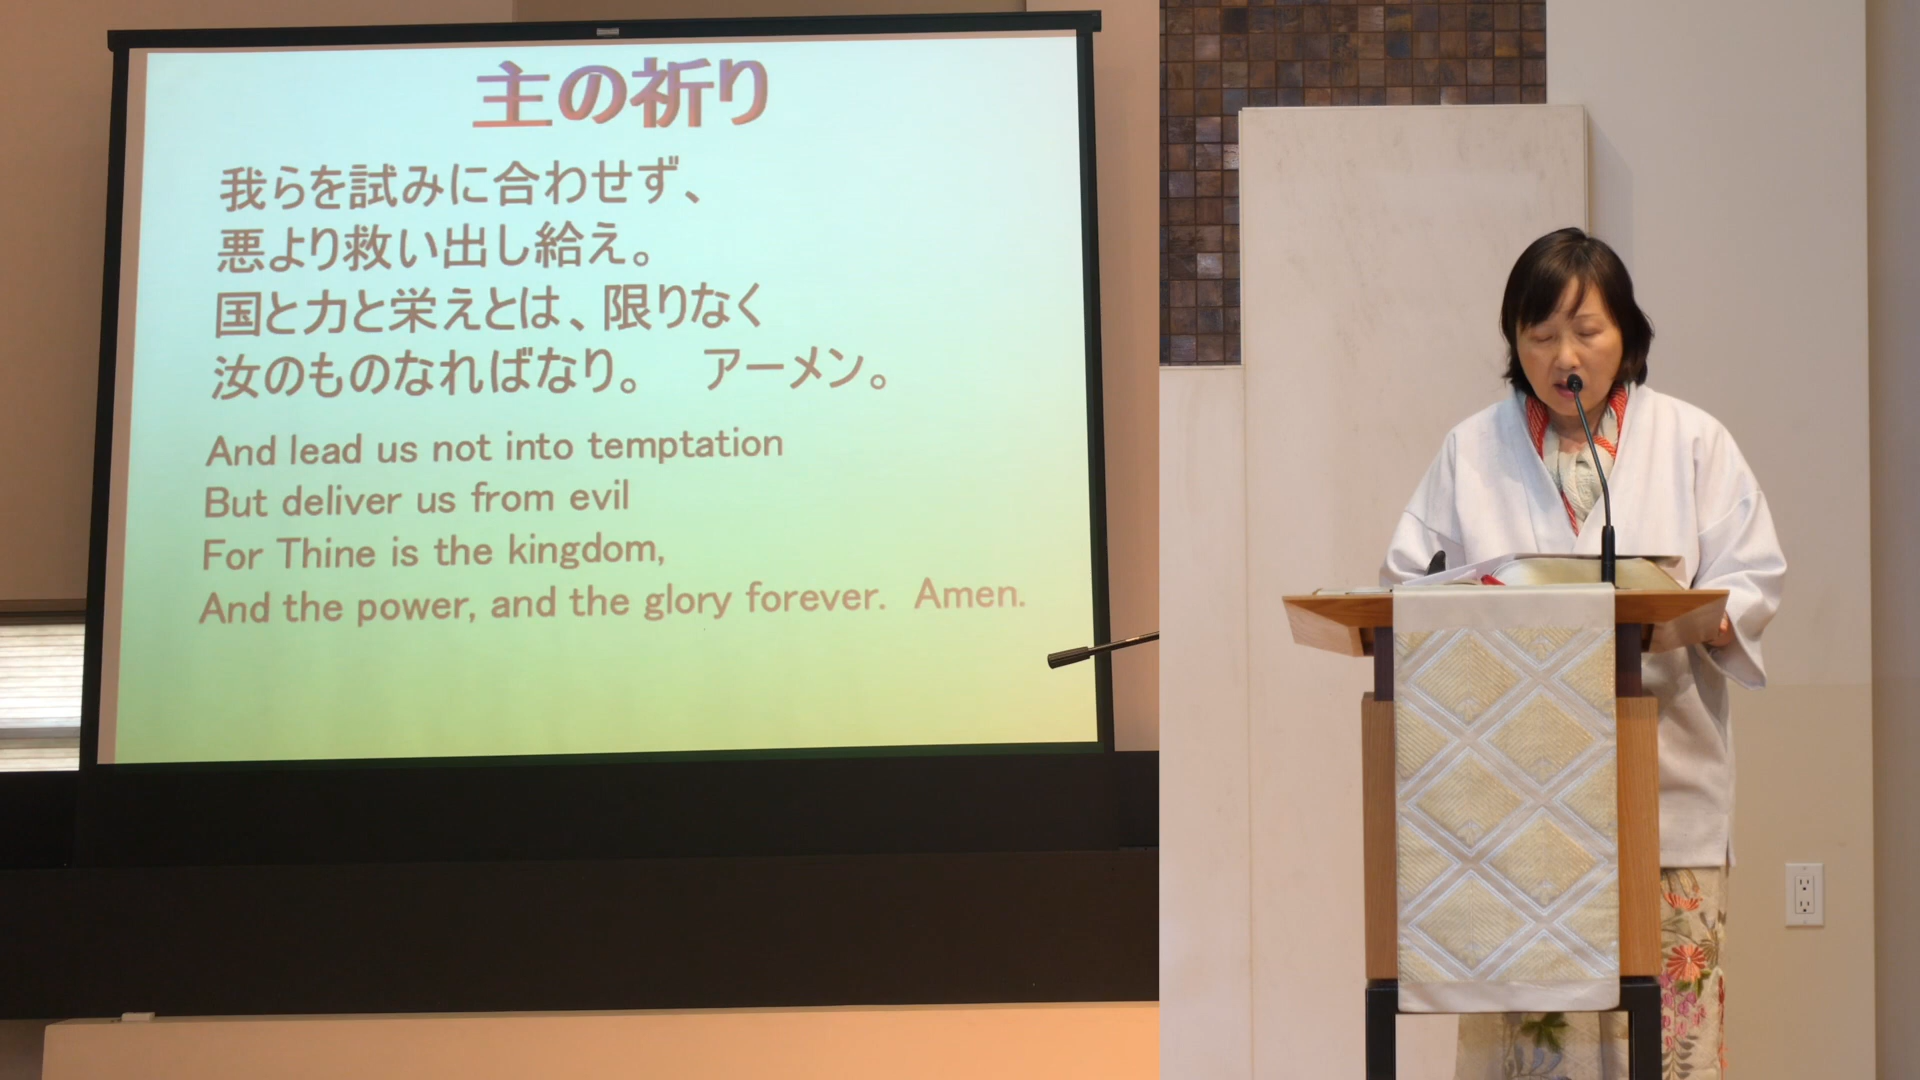 主の祈り
我らを試みに合わせず、
悪より救い出し給え。
国と力と栄えとは、限りなく
汝のものなればなり。　アーメン。
And lead us not into temptation
But deliver us from evil
For Thine is the kingdom,
And the power, and the glory forever.  Amen.